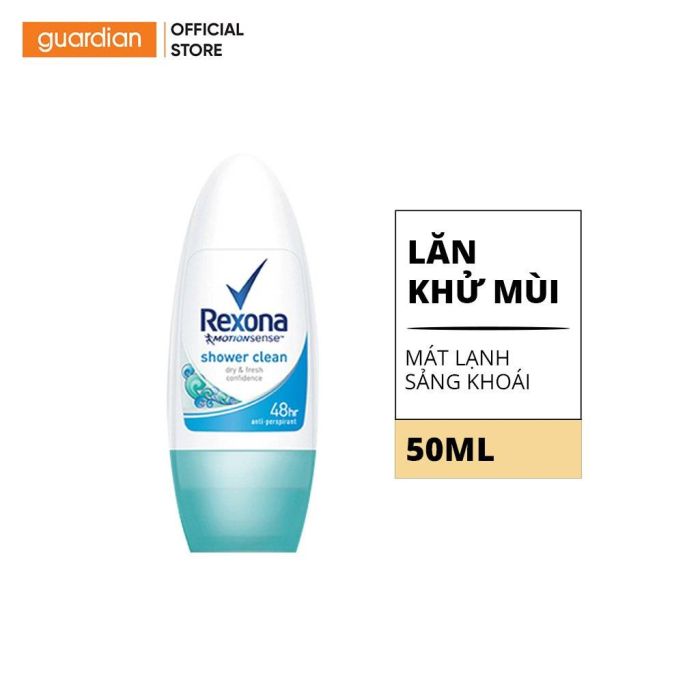 guardian
OFFICIAL
STORE
Rexona
MOTIONSENSE™
shower clean
dry & fresh
confidence
48hr
anti-perspirant
LĂN
KHỬ MÙI
MÁT LẠNH
SẢNG KHOÁI
50ML